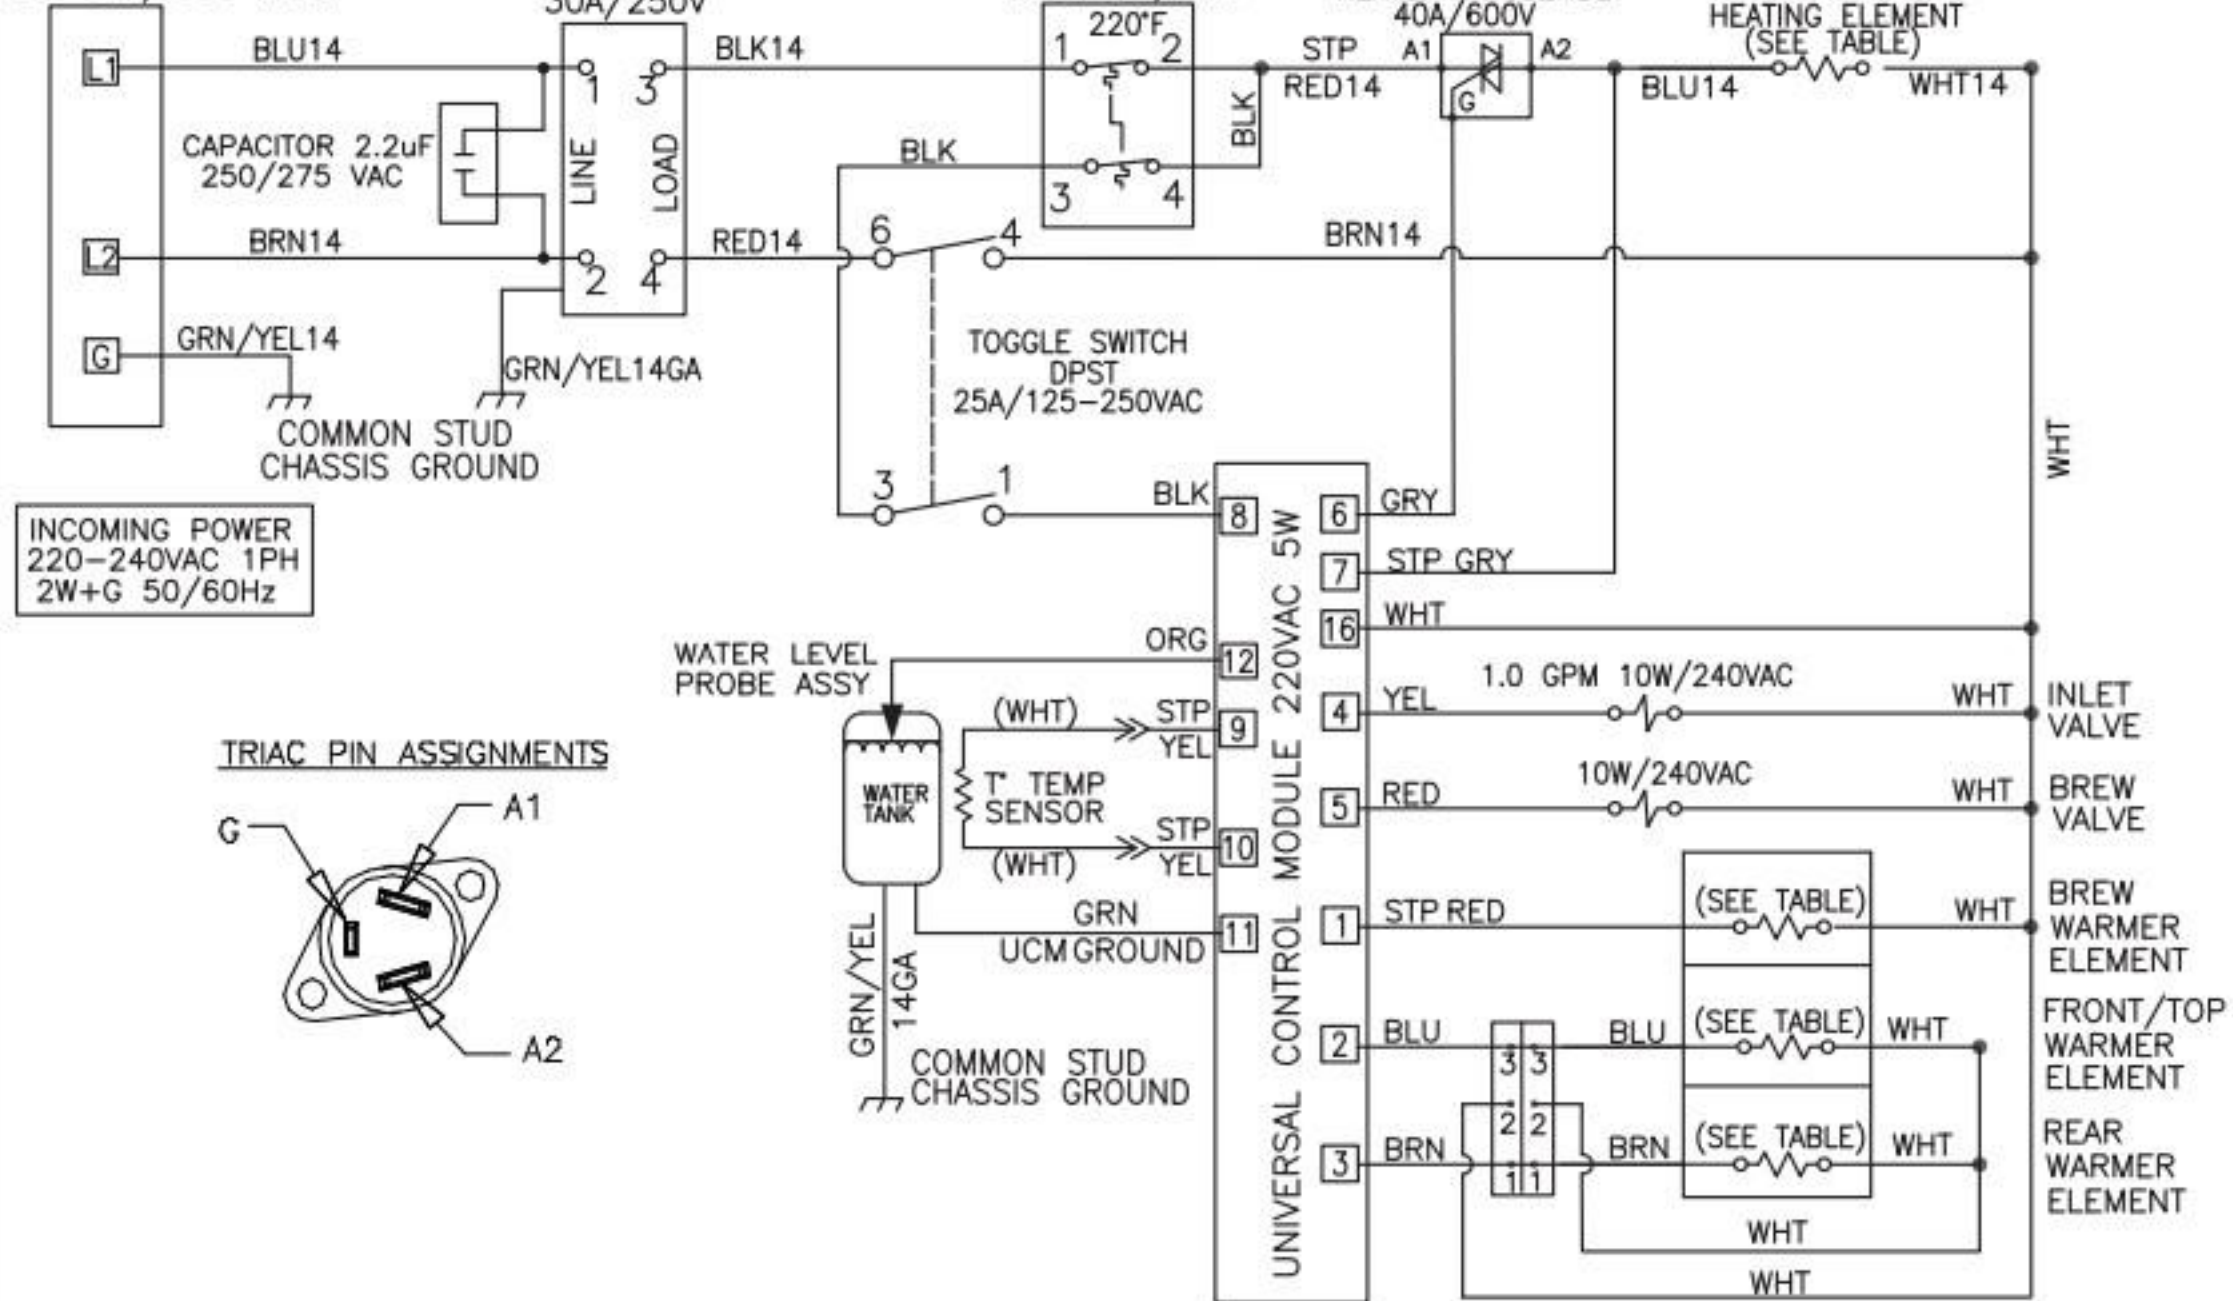 30A/250V
220°F
40A/600V
HEATING ELEMENT
(SEE TABLE)
L1
BLU14
1
3
BLK14
1
2
STP
RED14
A1
A2
G
BLU14
WHT14
CAPACITOR 2.2uF
250/275 VAC
LINE
LOAD
BLK
BLK
3
4
L2
BRN14
2
4
RED14
6
4
BRN14
G
GRN/YEL14
GRN/YEL14GA
COMMON STUD
CHASSIS GROUND
TOGGLE SWITCH
DPST
25A/125-250VAC
WHT
INCOMING POWER
220-240VAC 1PH
2W+G 50/60Hz
3
1
BLK
8
6
GRY
7
STP GRY
16
WHT
UNIVERSAL CONTROL MODULE 220VAC 5W
WATER LEVEL
PROBE ASSY
ORG
12
(WHT)
STP
YEL
9
T° TEMP
SENSOR
WATER
TANK
(WHT)
STP
YEL
10
GRN
UCM GROUND
11
GRN/YEL
14GA
COMMON STUD
CHASSIS GROUND
4
YEL
1.0 GPM 10W/240VAC
WHT
INLET
VALVE
5
RED
10W/240VAC
WHT
BREW
VALVE
1
STP RED
(SEE TABLE)
WHT
BREW
WARMER
ELEMENT
2
BLU
3 3
BLU
(SEE TABLE)
WHT
FRONT/TOP
WARMER
ELEMENT
2 2
3
BRN
1 1
BRN
(SEE TABLE)
WHT
REAR
WARMER
ELEMENT
WHT
WHT
TRIAC PIN ASSIGNMENTS
G
A1
A2